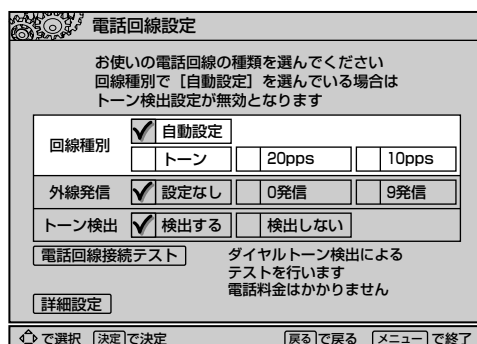 電話回線設定
お使いの電話回線の種類を選んでください
回線種別で[自動設定]を選んでいる場合は
トーン検出設定が無効となります
回線種別 自動設定
トーン 20pps 10pps
外線発信 設定なし 0発信 9発信
トーン検出 検出する 検出しない
電話回線接続テスト ダイヤルトーン検出による
テストを行います
電話料金はかかりません
詳細設定
で選択 決定で決定 戻るで戻る メニューで終了